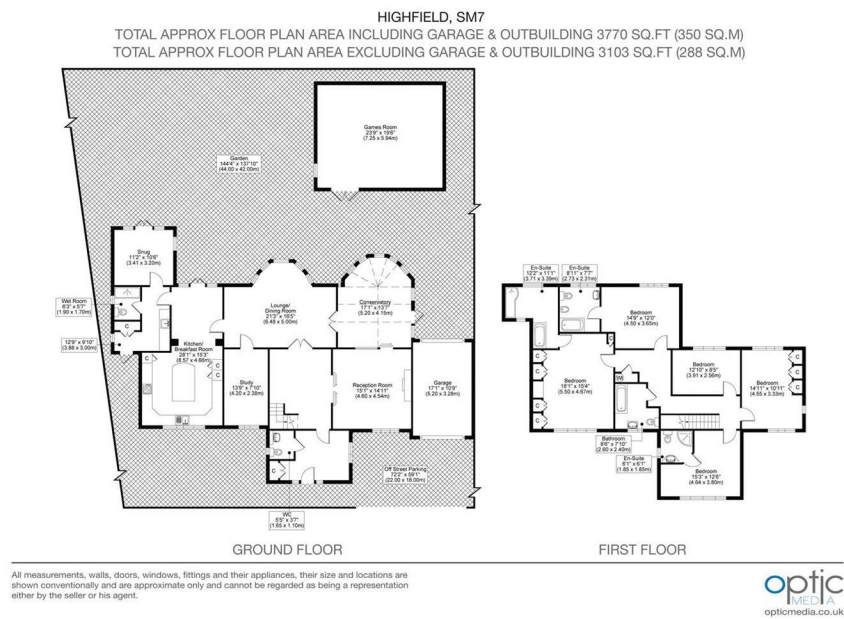 HIGHFIELD, SM7
TOTAL APPROX FLOOR PLAN AREA INCLUDING GARAGE & OUTBUILDING 3770 SQ.FT (350 SQ.M)
TOTAL APPROX FLOOR PLAN AREA EXCLUDING GARAGE & OUTBUILDING 3103 SQ.FT (288 SQ.M)
Games Room
23'9" x 19'6"
(7.25 x 5.94m)
Garden
144'4" x 137'10"
(44.00 x 42.00m)
Snug
11'2" x 10'6"
(3.41 x 3.20m)
Wet Room
6'3" x 5'7"
(1.90 x 1.70m)
12'9" x 9'10"
(3.88 x 3.00m)
C
Kitchen/
Breakfast Room
28'1" x 15'3"
(8.57 x 4.66m)
C
C
C
Lounge/
Dining Room
21'3" x 16'5"
(6.48 x 5.00m)
Conservatory
17'1" x 13'7"
(5.20 x 4.15m)
Study
13'9" x 7'10"
(4.20 x 2.38m)
Reception Room
15'1" x 14'11"
(4.60 x 4.54m)
Garage
17'1" x 10'9"
(5.20 x 3.28m)
C
Off Street Parking
72'2" x 59'1"
(22.00 x 18.00m)
WC
5'5" x 3'7"
(1.65 x 1.10m)
En-Suite
12'2" x 11'1"
(3.71 x 3.39m)
En-Suite
8'11" x 7'7"
(2.73 x 2.31m)
Bedroom
14'9" x 12'0"
(4.50 x 3.65m)
C
C
C
C
C
Bedroom
18'1" x 15'4"
(5.50 x 4.67m)
Bedroom
12'10" x 8'5"
(3.91 x 2.56m)
Bedroom
14'11" x 10'11"
(4.55 x 3.33m)
C
C
C
Bathroom
8'6" x 7'10"
(2.60 x 2.40m)
En-Suite
6'1" x 6'1"
(1.85 x 1.85m)
Bedroom
15'3" x 12'6"
(4.64 x 3.80m)
GROUND FLOOR
FIRST FLOOR
All measurements, walls, doors, windows, fittings and their appliances, their size and locations are
shown conventionally and are approximate only and cannot be regarded as being a representation
either by the seller or his agent.
optic
MEDIA
opticmedia.co.uk